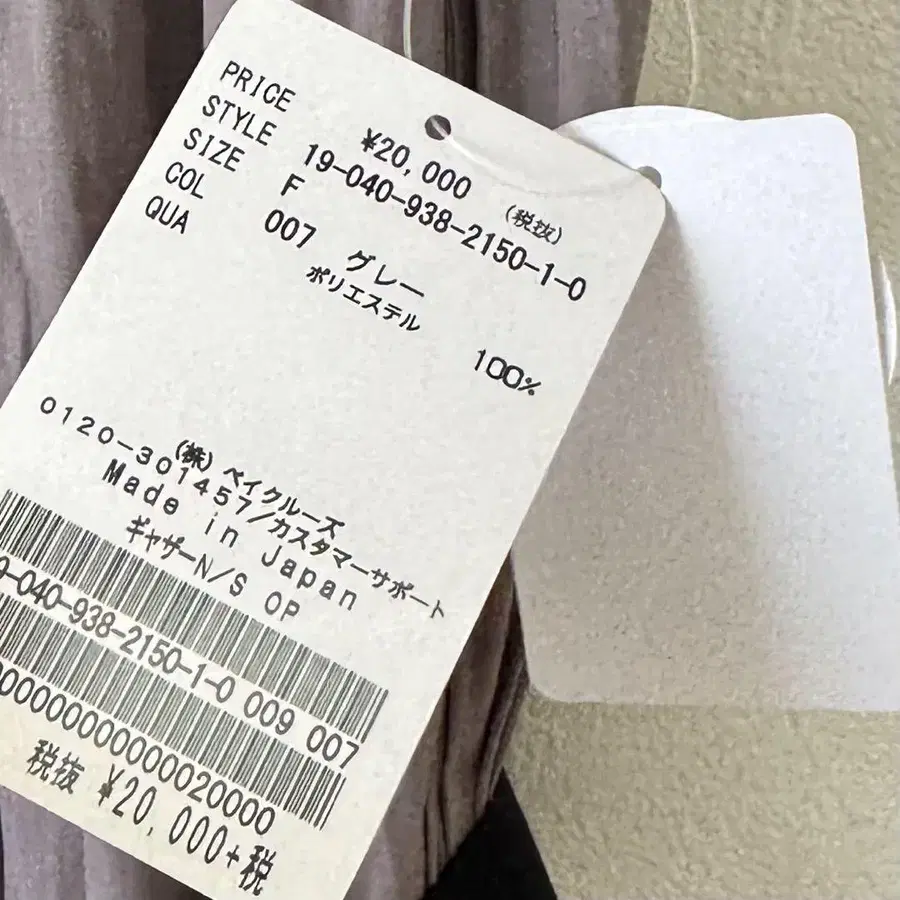 PRICE ¥20,000 (税抜)
STYLE 19-040-938-2150-1-0
SIZE F
COL 007 グレー
QUA ポリエステル 100%
(株) ベイクルーズ
0120-301457/カスタマーサポート
Made in Japan
ギャザーN/S OP
9-040-938-2150-1-0 009 007
0000000000000020000
税抜 ¥20,000+税